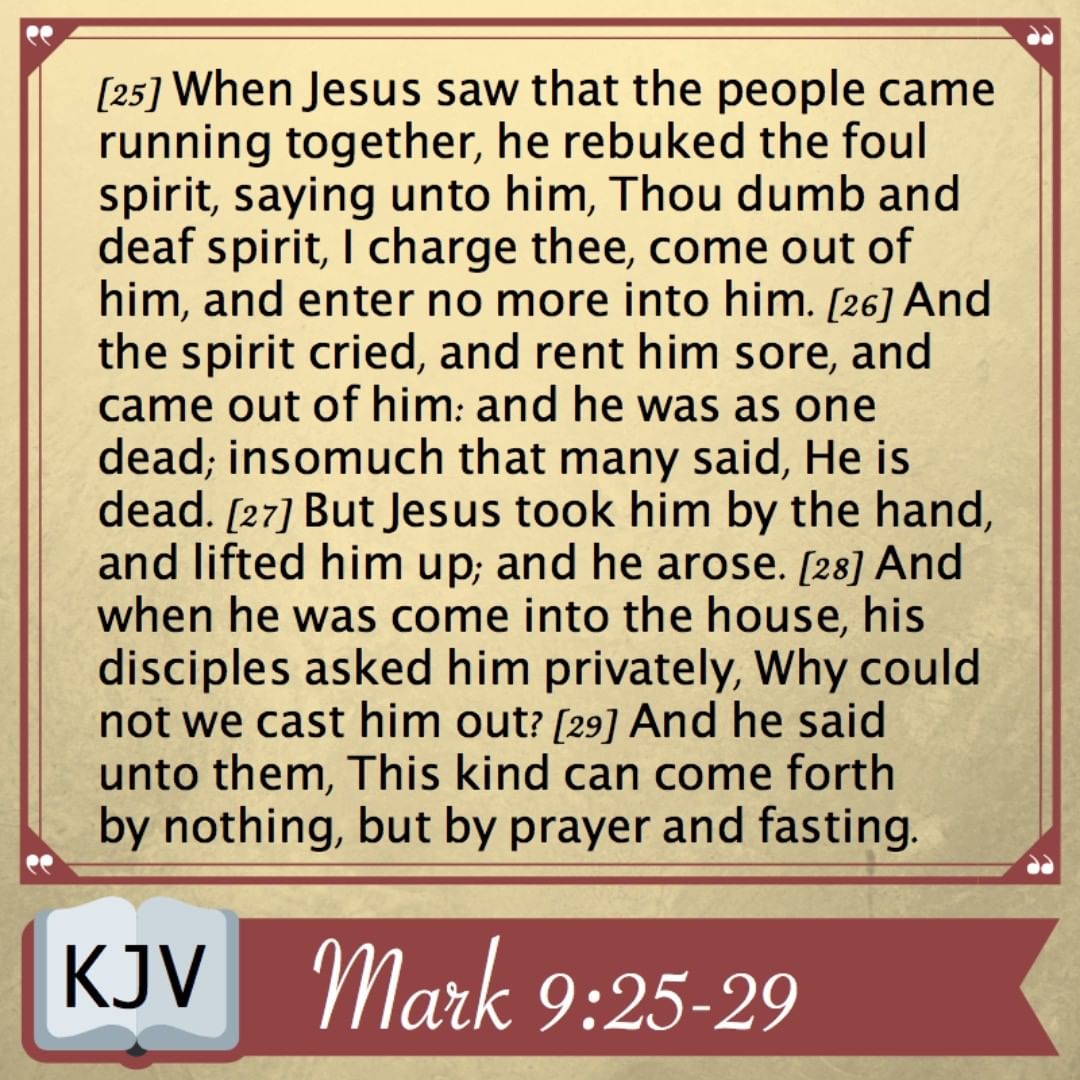 [25] When Jesus saw that the people came
running together, he rebuked the foul
spirit, saying unto him, Thou dumb and
deaf spirit, I charge thee, come out of
him, and enter no more into him. [26] And
the spirit cried, and rent him sore, and
came out of him: and he was as one
dead; insomuch that many said, He is
dead. [27] But Jesus took him by the hand,
and lifted him up; and he arose. [28] And
when he was come into the house, his
disciples asked him privately, Why could
not we cast him out? [29] And he said
unto them, This kind can come forth
by nothing, but by prayer and fasting.
KJV
Mark 9:25-29